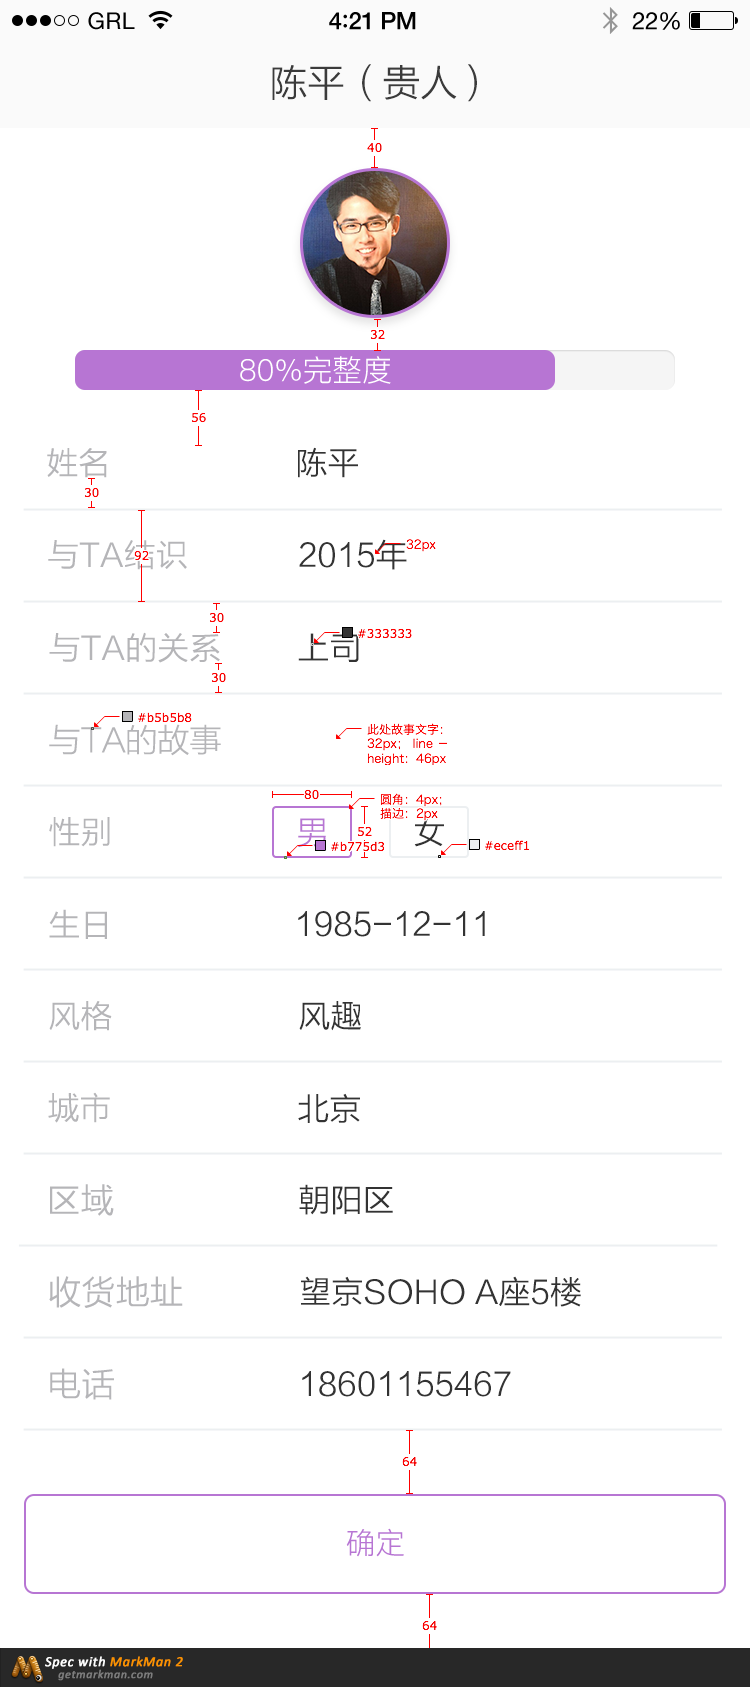 GRL 4:21 PM 22%
陈平（贵人）
40
32
80%完整度
56
姓名 陈平
30
与TA结识 2015年
92
32px
与TA的关系 上司
30
#333333
30
与TA的故事
#b5b5b8
此处故事文字：
32px； line －
height：46px
性别 男 女
80
圆角：4px；
描边：2px
52
#b775d3
#eceff1
生日 1985-12-11
风格 风趣
城市 北京
区域 朝阳区
收货地址 望京SOHO A座5楼
电话 18601155467
64
确定
64
Spec with MarkMan 2
getmarkman.com